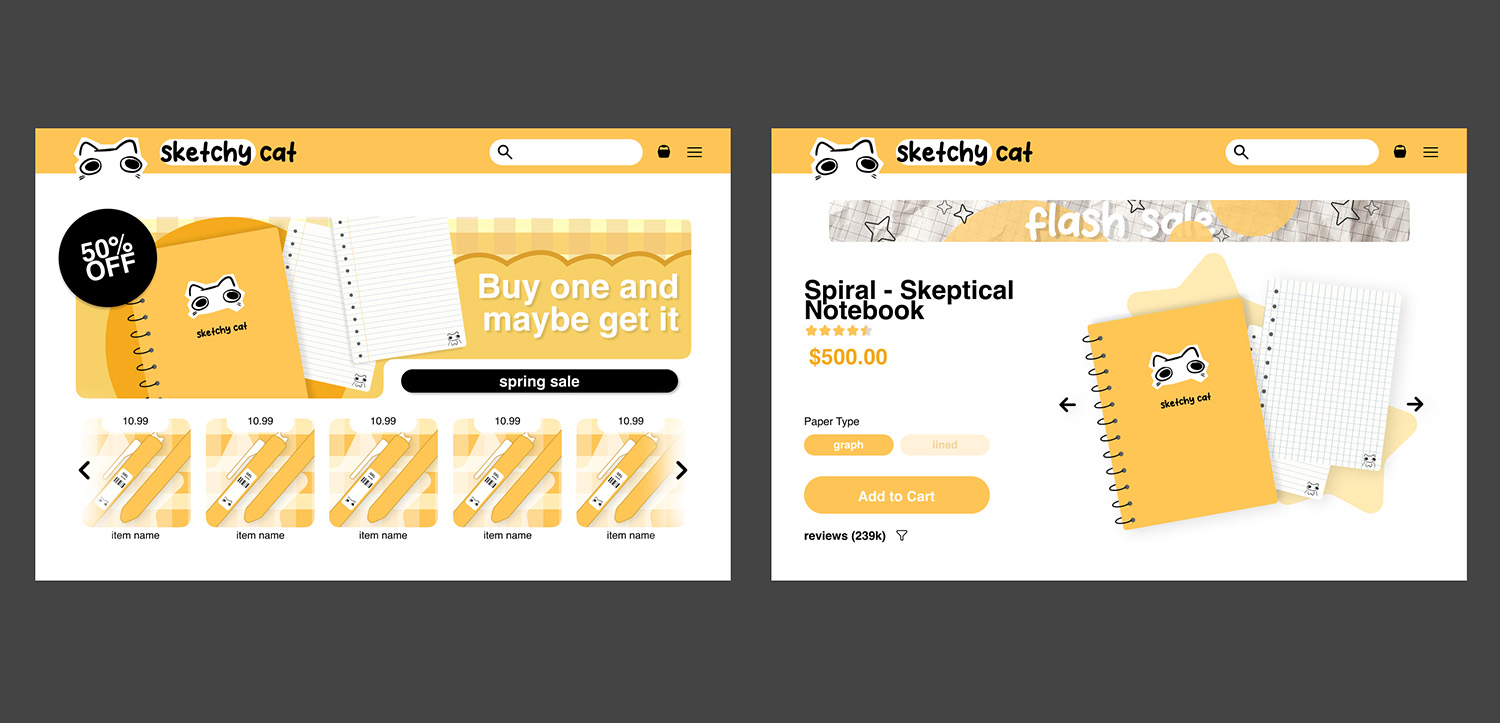 sketchy cat
50%
OFF
sketchy cat
Buy one and
maybe get it
spring sale
10.99
10.99
10.99
10.99
10.99
item name
item name
item name
item name
item name
sketchy cat
flash sale
Spiral - Skeptical
Notebook
$500.00
sketchy cat
Paper Type
graph
lined
Add to Cart
reviews (239k)